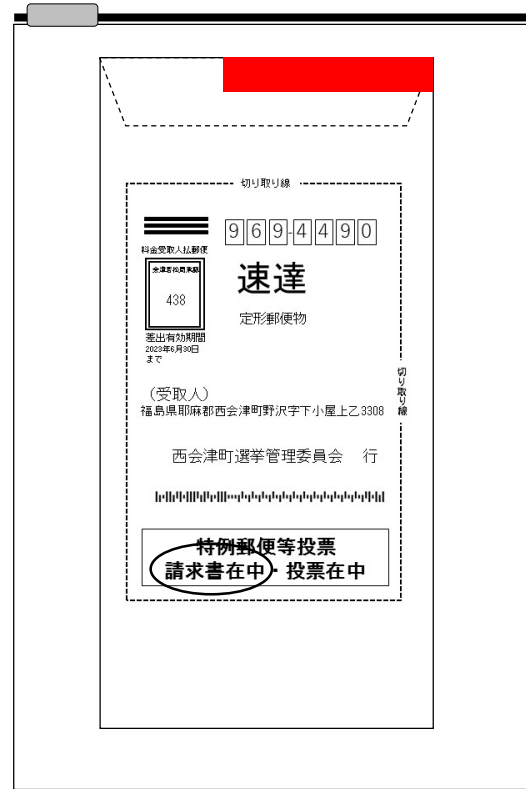 切り取り線
969-4490
料金受取人払郵便
会津若松局承認
438
差出有効期間
2023年6月30日
まで
速達
定形郵便物
切り取り線
(受取人)
福島県耶麻郡西会津町野沢字下小屋上乙3308
西会津町選挙管理委員会 行
特例郵便等投票
請求書在中・投票在中